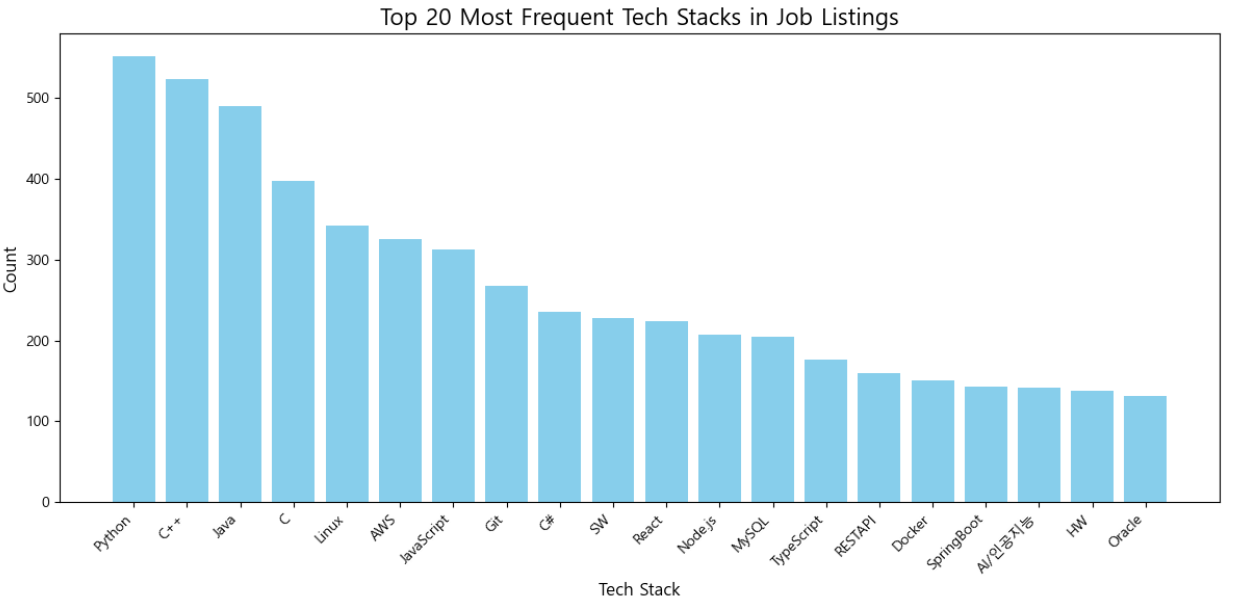 Top 20 Most Frequent Tech Stacks in Job Listings
Count
500
400
300
200
100
0
Python
C++
Java
C
Linux
AWS
JavaScript
Git
C#
SW
React
Node.js
MySQL
TypeScript
RESTAPI
Docker
SpringBoot
AI/인공지능
HW
Oracle
Tech Stack